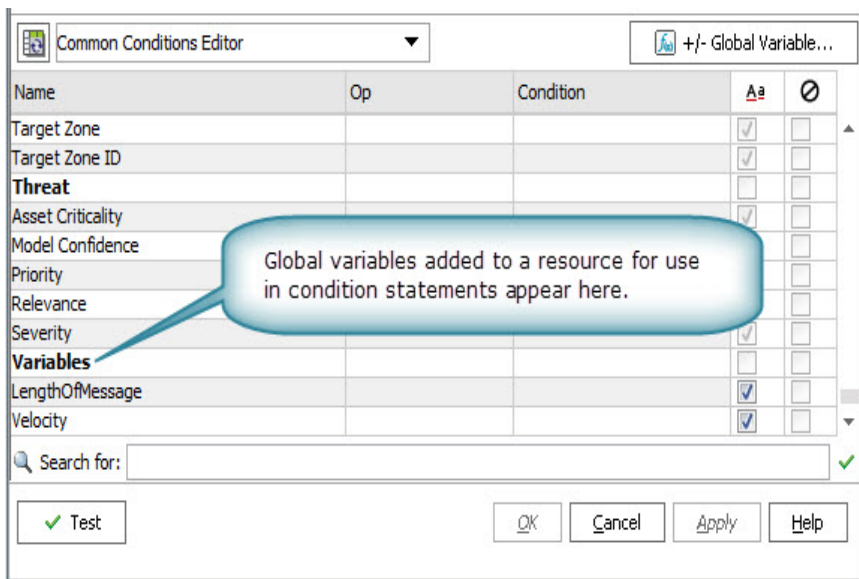 Common Conditions Editor
+/- Global Variable...
Name Op Condition Aa
Target Zone
Target Zone ID
Threat
Asset Criticality
Model Confidence
Priority
Relevance
Severity
Variables
LengthOfMessage
Velocity
Global variables added to a resource for use
in condition statements appear here.
Search for:
Test OK Cancel Apply Help